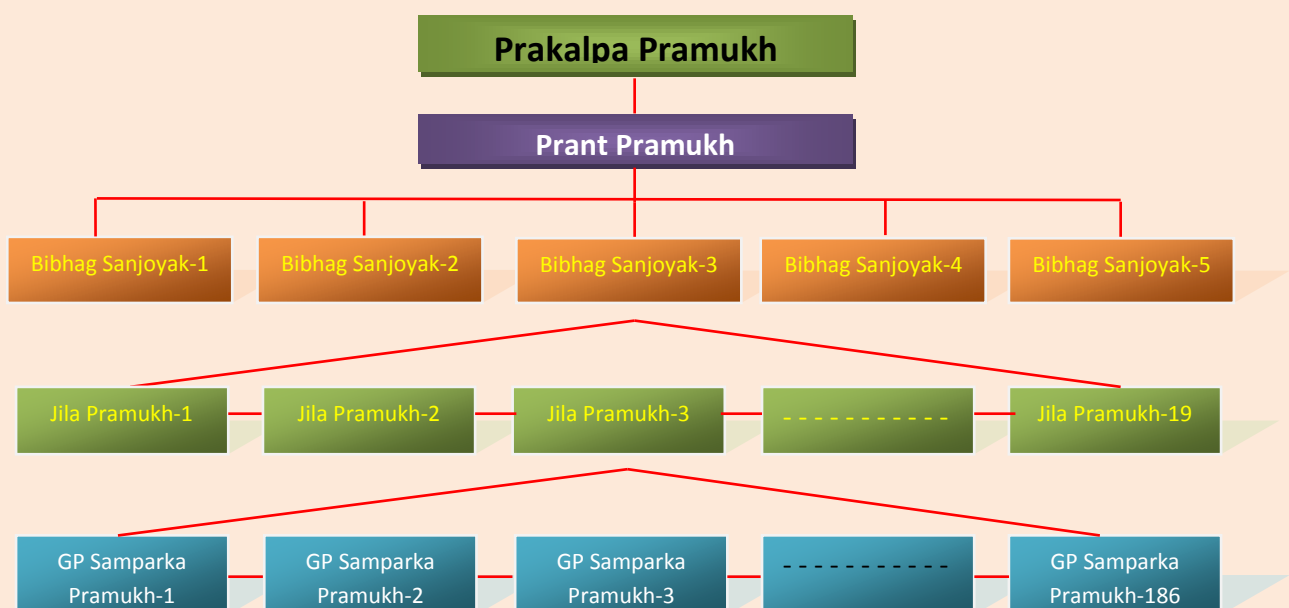 Prakalpa Pramukh
Prant Pramukh
Bibhag Sanjoyak-1
Bibhag Sanjoyak-2
Bibhag Sanjoyak-3
Bibhag Sanjoyak-4
Bibhag Sanjoyak-5
Jila Pramukh-1
Jila Pramukh-2
Jila Pramukh-3
- - - - - - - - - - -
Jila Pramukh-19
GP Samparka
Pramukh-1
GP Samparka
Pramukh-2
GP Samparka
Pramukh-3
- - - - - - - - - - -
GP Samparka
Pramukh-186